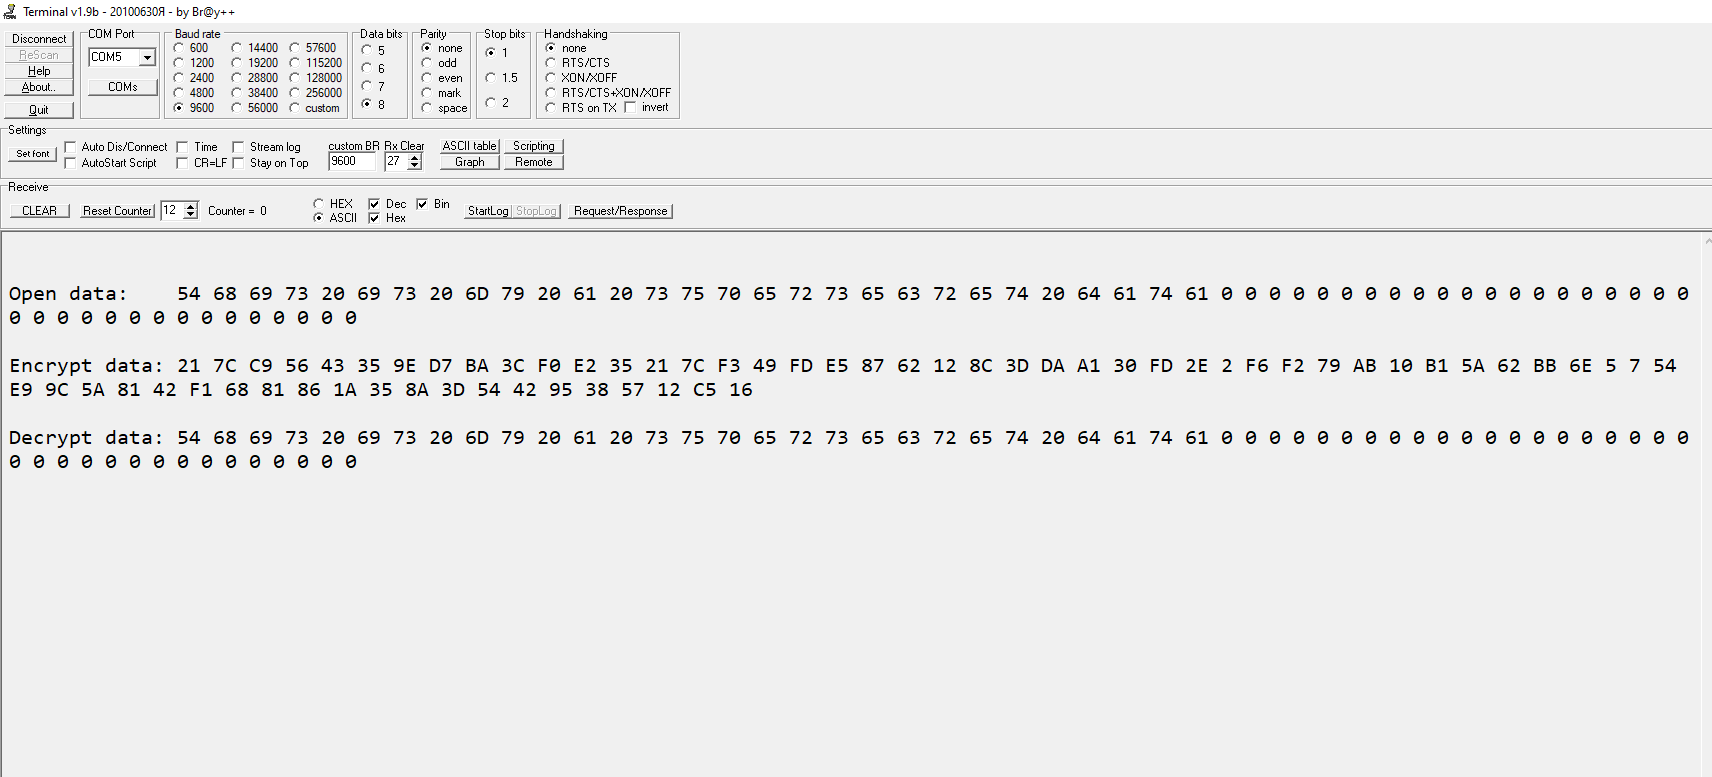 Terminal v1.9b - 20100630Я - by Br@y++
Disconnect
ReScan
Help
About..
Quit
COM Port
COM5
COMs
Baud rate
600 14400 57600
1200 19200 115200
2400 28800 128000
4800 38400 256000
9600 56000 custom
Data bits
5
6
7
8
Parity
none
odd
even
mark
space
Stop bits
1
1.5
2
Handshaking
none
RTS/CTS
XON/XOFF
RTS/CTS+XON/XOFF
RTS on TX invert
Settings
Set font
Auto Dis/Connect Time Stream log
AutoStart Script CR=LF Stay on Top
custom BR Rx Clear
9600 27
ASCII table Scripting
Graph Remote
Receive
CLEAR Reset Counter 12 Counter = 0
HEX Dec Bin
ASCII Hex
StartLog StopLog Request/Response
Open data: 54 68 69 73 20 69 73 20 6D 79 20 61 20 73 75 70 65 72 73 65 63 72 65 74 20 64 61 74 61 0 0 0 0 0 0 0 0 0 0 0 0 0 0 0 0 0 0 0 0
0 0 0 0 0 0 0 0 0 0 0 0 0 0 0
Encrypt data: 21 7C C9 56 43 35 9E D7 BA 3C F0 E2 35 21 7C F3 49 FD E5 87 62 12 8C 3D DA A1 30 FD 2E 2 F6 F2 79 AB 10 B1 5A 62 BB 6E 5 7 54
E9 9C 5A 81 42 F1 68 81 86 1A 35 8A 3D 54 42 95 38 57 12 C5 16
Decrypt data: 54 68 69 73 20 69 73 20 6D 79 20 61 20 73 75 70 65 72 73 65 63 72 65 74 20 64 61 74 61 0 0 0 0 0 0 0 0 0 0 0 0 0 0 0 0 0 0 0 0
0 0 0 0 0 0 0 0 0 0 0 0 0 0 0